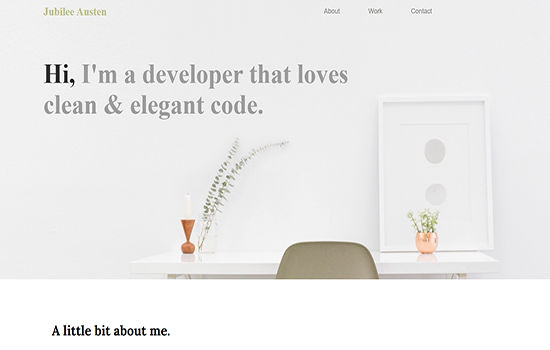 Jubilee Austen
About
Work
Contact
Hi, I'm a developer that loves
clean & elegant code.
A little bit about me.